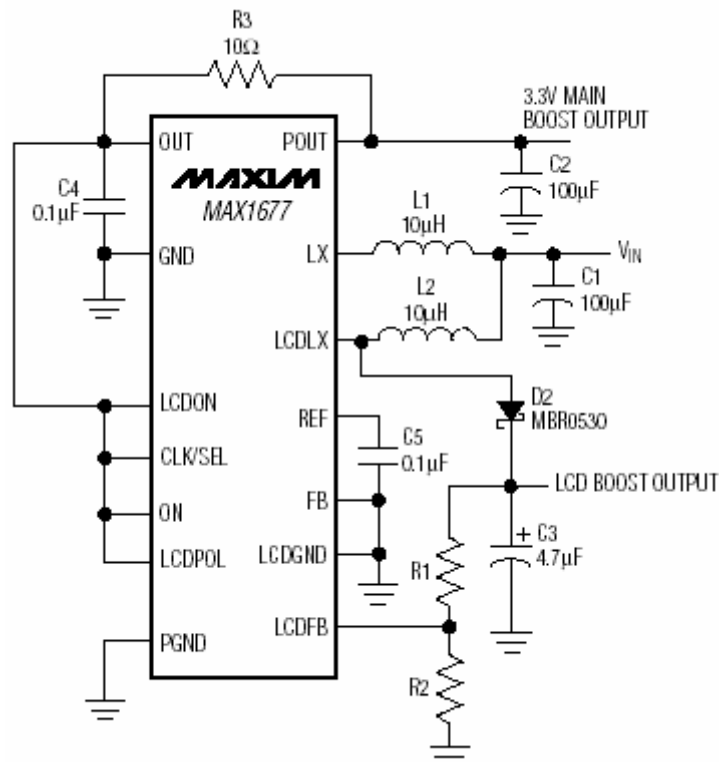 R3
10Ω
3.3V MAIN
BOOST OUTPUT
OUT
POUT
MAXIM
MAX1677
C4
0.1µF
C2
100µF
L1
10µH
GND
LX
VIN
L2
10µH
C1
100µF
LCDLX
D2
MBR0530
LCDON
REF
C5
0.1µF
CLK/SEL
LCD BOOST OUTPUT
FB
ON
+ C3
4.7µF
LCDPOL
LCDGND
R1
LCDFB
PGND
R2